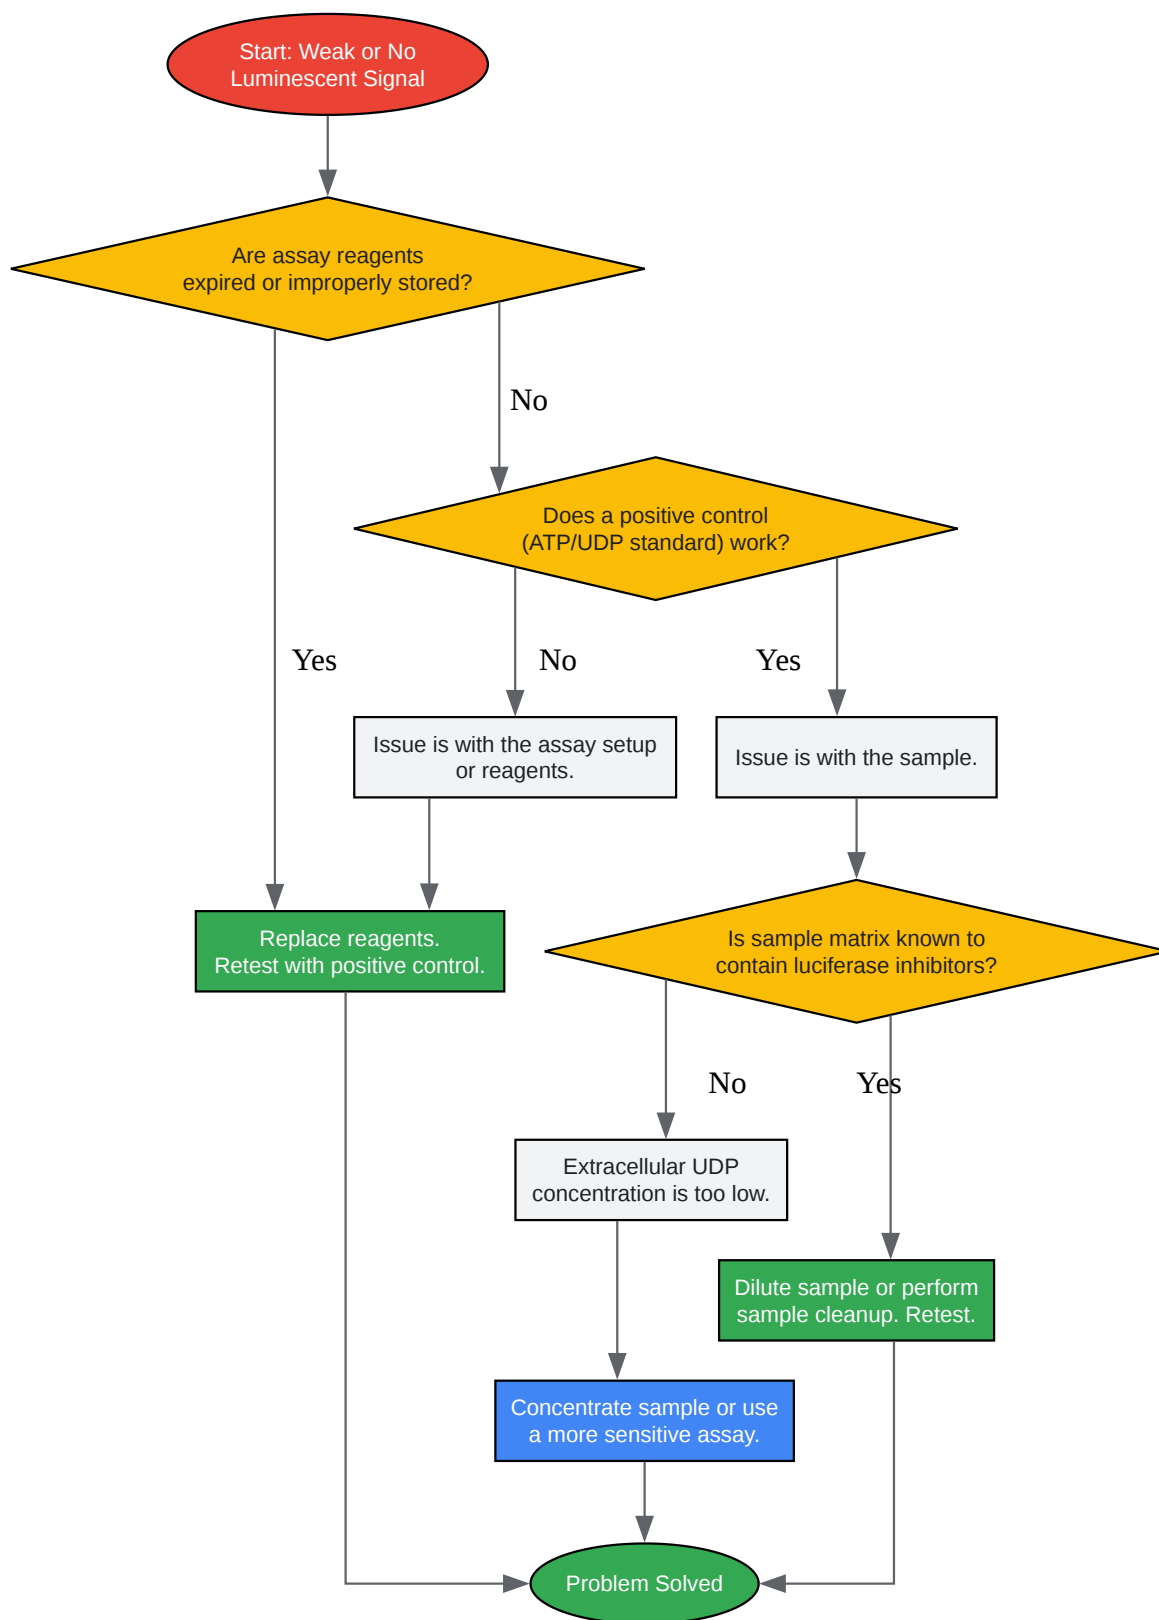 Start: Weak or No
Luminescent Signal
Are assay reagents
expired or improperly stored?
No
Does a positive control
(ATP/UDP standard) work?
Yes
No
Yes
Issue is with the assay setup
or reagents.
Issue is with the sample.
Replace reagents.
Retest with positive control.
Is sample matrix known to
contain luciferase inhibitors?
No
Yes
Extracellular UDP
concentration is too low.
Dilute sample or perform
sample cleanup. Retest.
Concentrate sample or use
a more sensitive assay.
Problem Solved